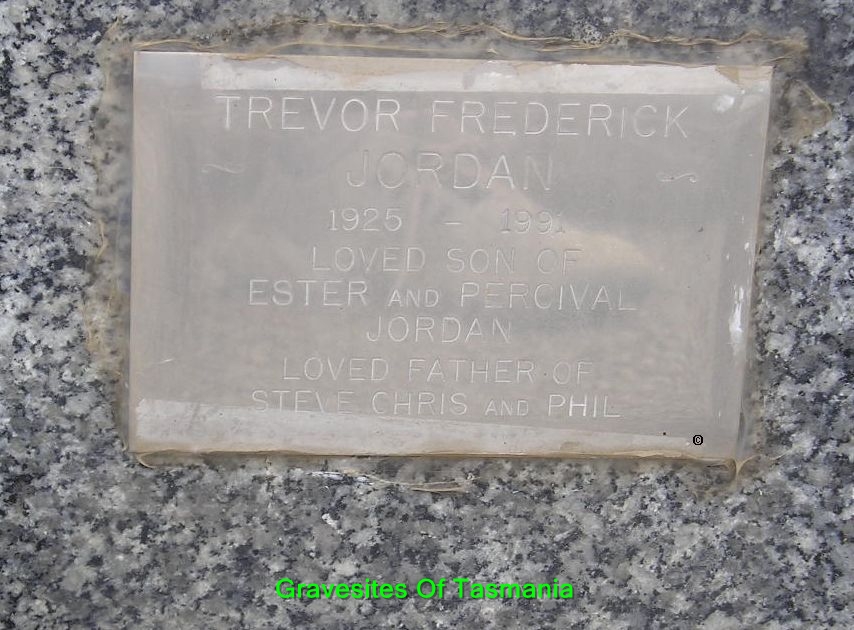 TREVOR FREDERICK
JORDAN
1925 - 1991
LOVED SON OF
ESTER AND PERCIVAL
JORDAN
LOVED FATHER OF
STEVE CHRIS AND PHIL
©
Gravesites Of Tasmania